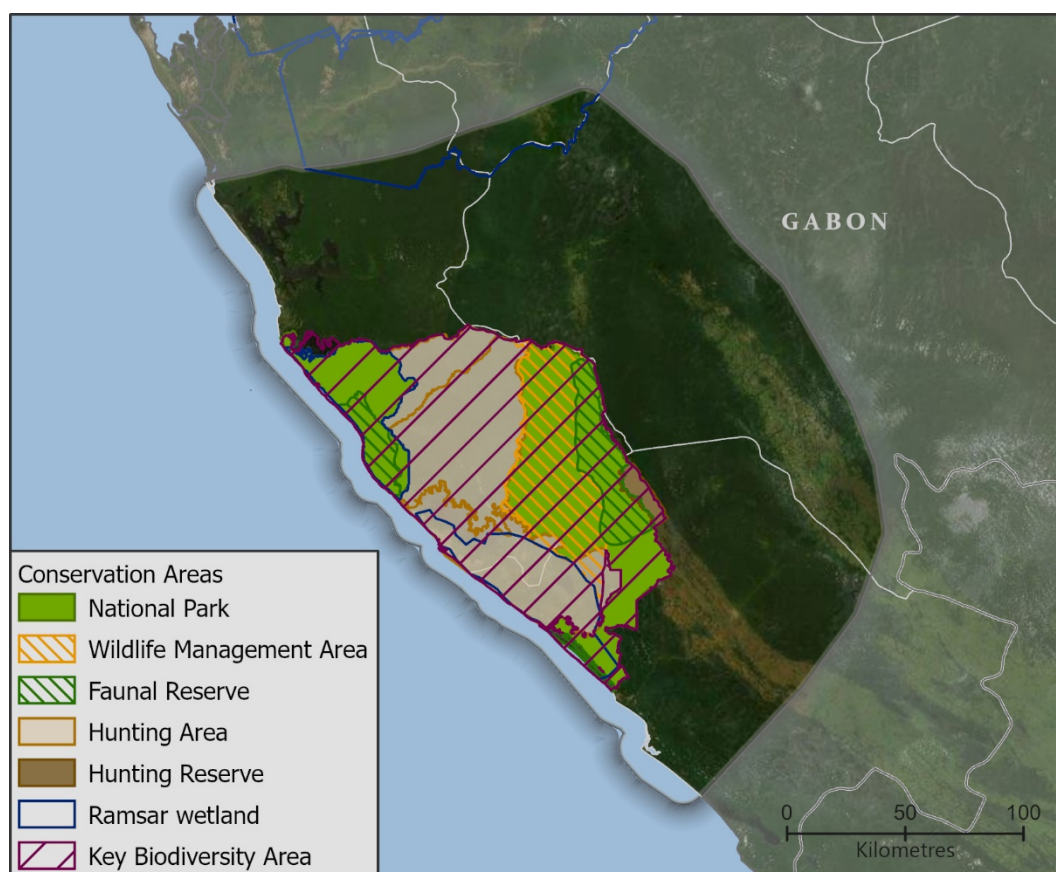 GABON
Conservation Areas
National Park
Wildlife Management Area
Faunal Reserve
Hunting Area
Hunting Reserve
Ramsar wetland
Key Biodiversity Area
0 50 100
Kilometres